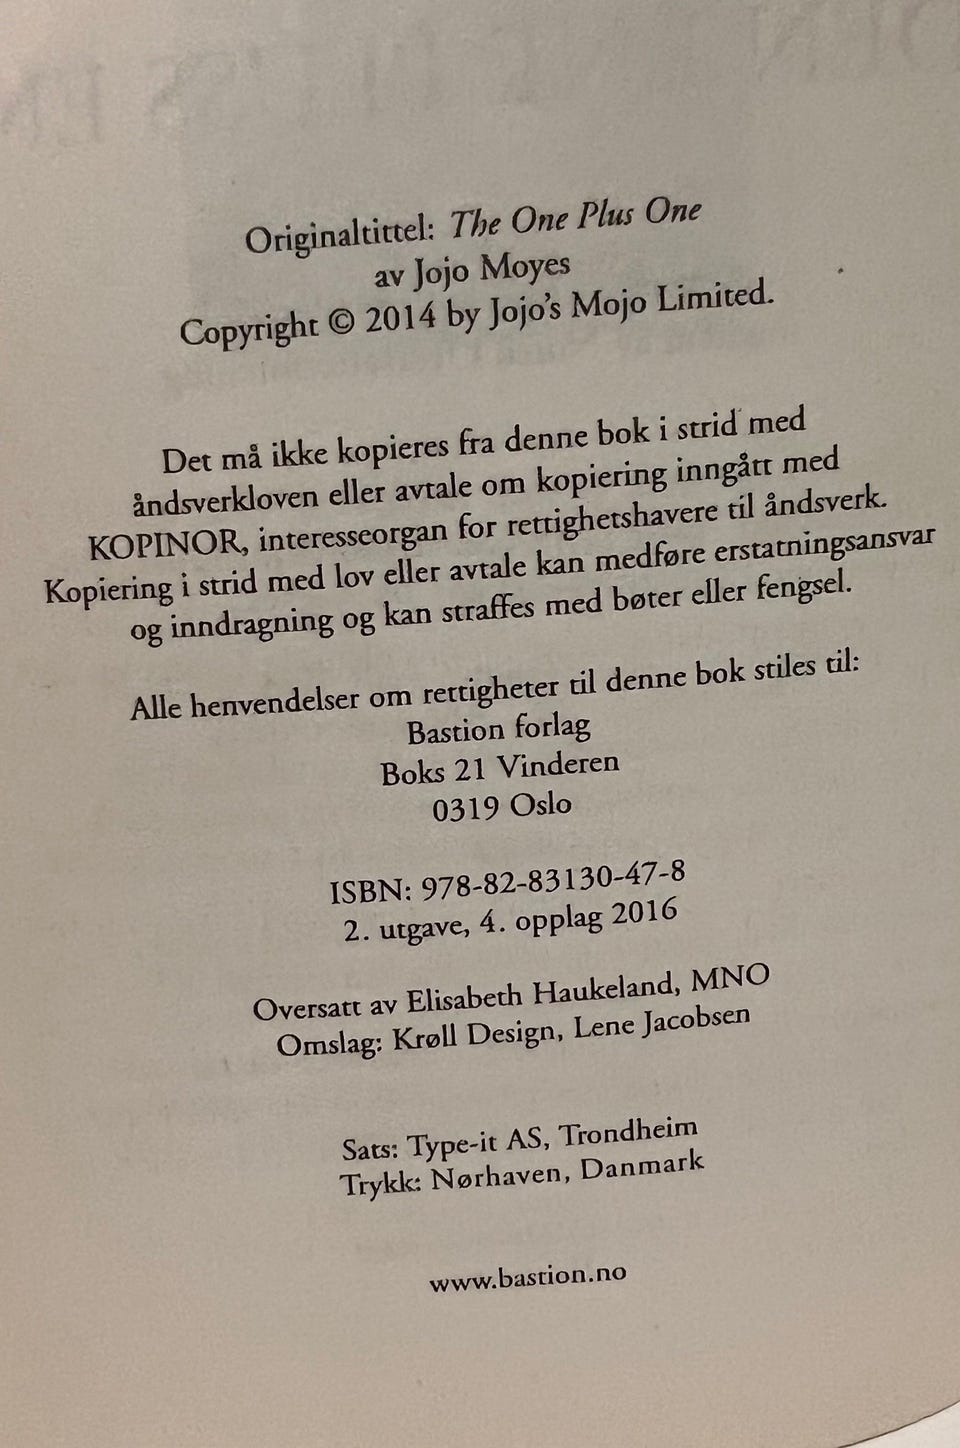 Originaltittel: The One Plus One
av Jojo Moyes
Copyright © 2014 by Jojo's Mojo Limited.
Det må ikke kopieres fra denne bok i strid med
åndsverkloven eller avtale om kopiering inngått med
KOPINOR, interesseorgan for rettighetshavere til åndsverk.
Kopiering i strid med lov eller avtale kan medføre erstatningsansvar
og inndragning og kan straffes med bøter eller fengsel.
Alle henvendelser om rettigheter til denne bok stiles til:
Bastion forlag
Boks 21 Vinderen
0319 Oslo
ISBN: 978-82-83130-47-8
2. utgave, 4. opplag 2016
Oversatt av Elisabeth Haukeland, MNO
Omslag: Krøll Design, Lene Jacobsen
Sats: Type-it AS, Trondheim
Trykk: Nørhaven, Danmark
www.bastion.no